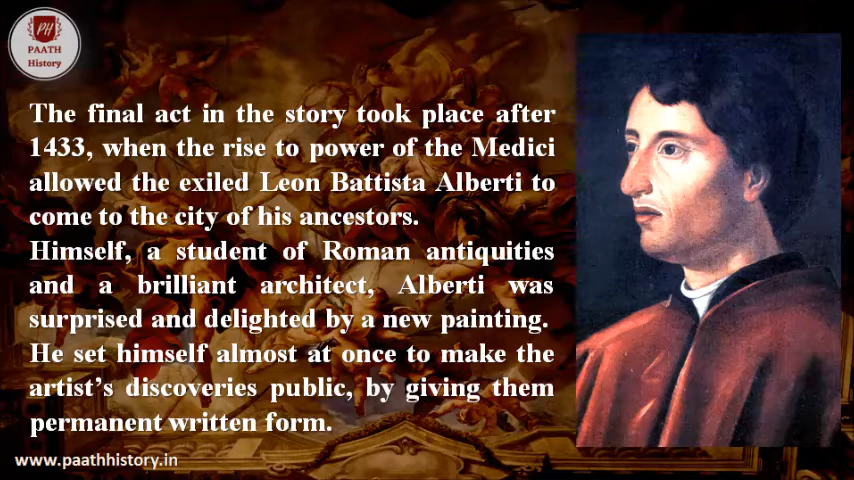 PH
PAATH
History
The final act in the story took place after
1433, when the rise to power of the Medici
allowed the exiled Leon Battista Alberti to
come to the city of his ancestors.
Himself, a student of Roman antiquities
and a brilliant architect, Alberti was
surprised and delighted by a new painting.
He set himself almost at once to make the
artist’s discoveries public, by giving them
permanent written form.
www.paathhistory.in